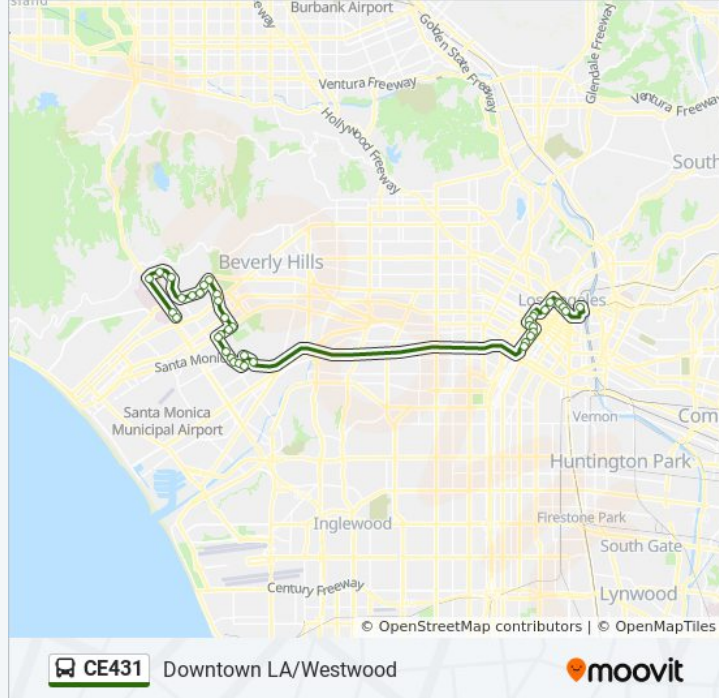 Burbank Airport
Golden State Freeway
Glendale Freeway
Ventura Freeway
Ventura Freeway
Hollywood Freeway
South
Beverly Hills
Los Angeles
Santa Monic
Santa Monica
Municipal Airport
Vernon
Com
Huntington Park
Inglewood
Firestone Park
South Gate
Century Freeway
Lynwood
© OpenStreetMap contributors | © OpenMapTiles
CE431 Downtown LA/Westwood
moovit